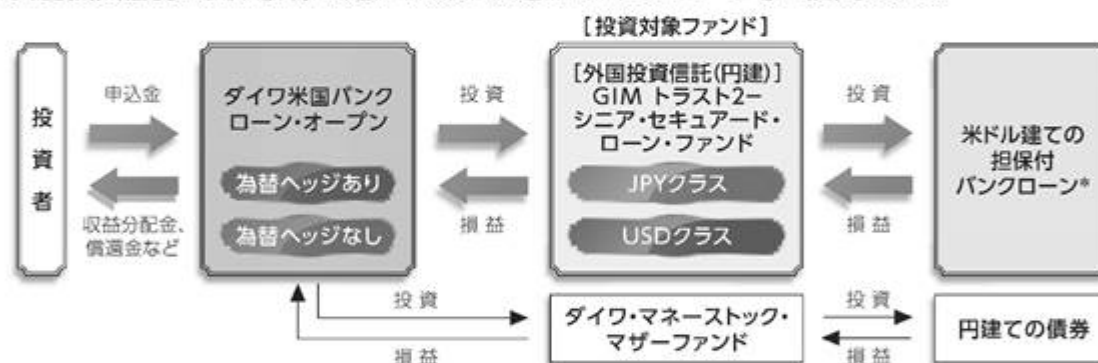 [投資対象ファンド]
投資者
申込金
収益分配金、
償還金など
ダイワ米国バンク
ローン・オープン
為替ヘッジあり
為替ヘッジなし
投資
損益
[外国投資信託(円建)]
GIM トラスト2－
シニア・セキュアード・
ローン・ファンド
JPYクラス
USDクラス
投資
損益
米ドル建ての
担保付
バンクローン*
投資
損益
ダイワ・マネーストック・
マザーファンド
投資
損益
円建ての債券